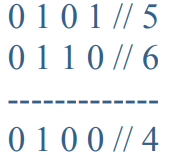 0 1 0 1 // 5
0 1 1 0 // 6
-------------
0 1 0 0 // 4